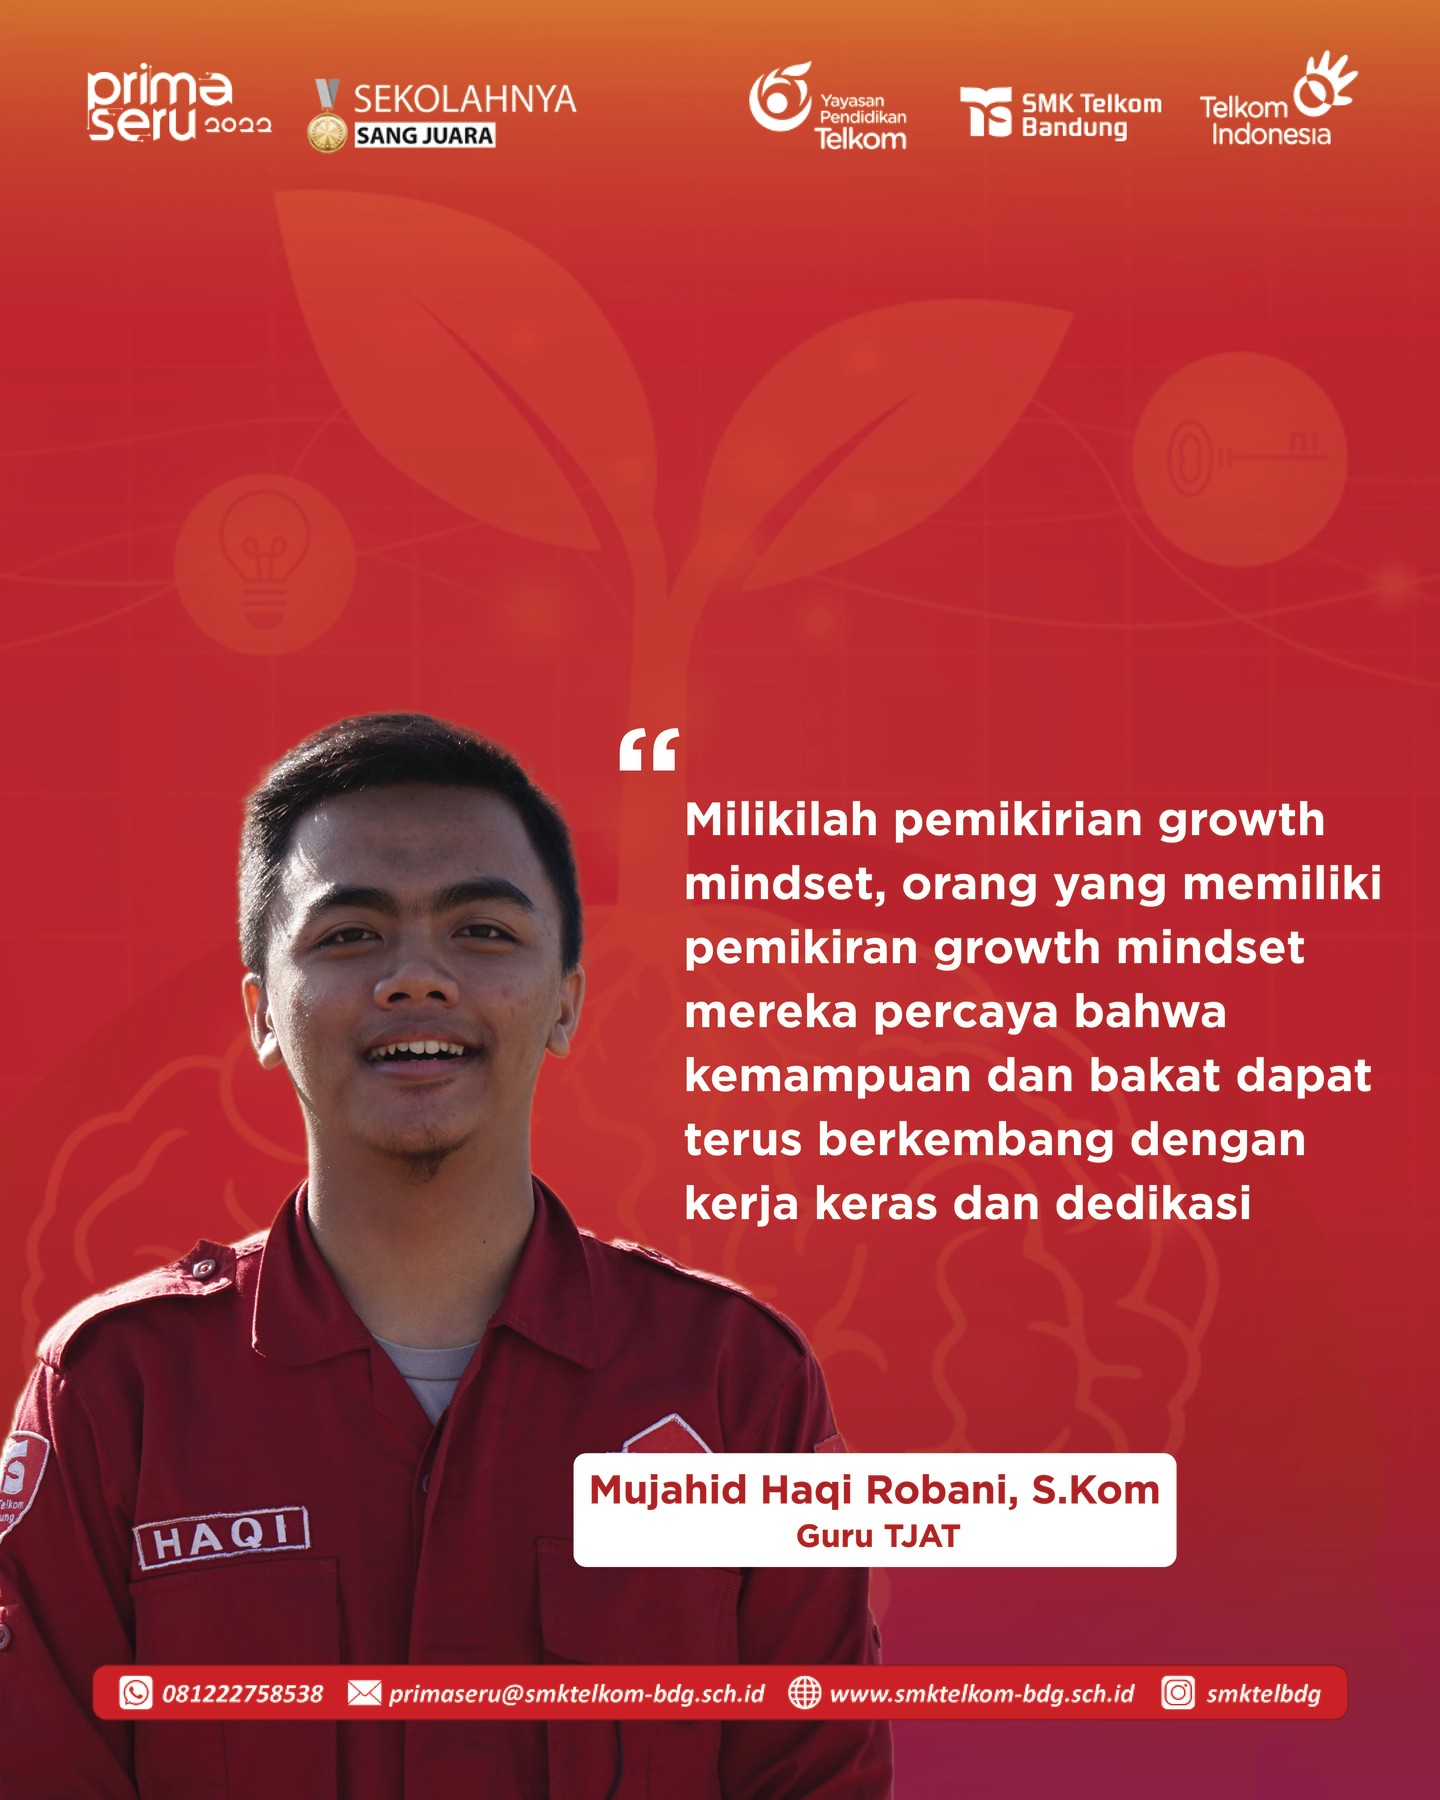 prima
seru 2022
SEKOLAHNYA
SANG JUARA
Yayasan
Pendidikan
Telkom
SMK Telkom
Bandung
Telkom
Indonesia
“
Milikilah pemikirian growth
mindset, orang yang memiliki
pemikiran growth mindset
mereka percaya bahwa
kemampuan dan bakat dapat
terus berkembang dengan
kerja keras dan dedikasi
Mujahid Haqi Robani, S.Kom
Guru TJAT
HAQI
081222758538 primaseru@smktelkom-bdg.sch.id www.smktelkom-bdg.sch.id smktelbdg